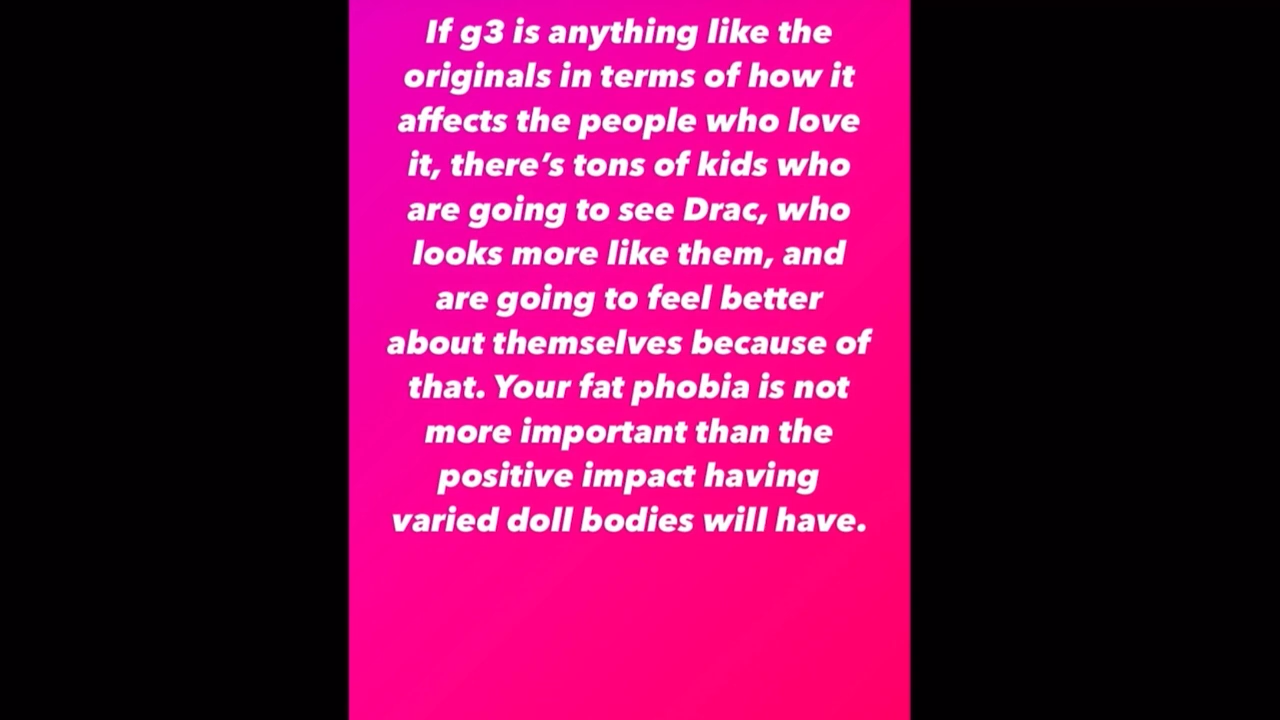 If g3 is anything like the
originals in terms of how it
affects the people who love
it, there’s tons of kids who
are going to see Drac, who
looks more like them, and
are going to feel better
about themselves because of
that. Your fat phobia is not
more important than the
positive impact having
varied doll bodies will have.